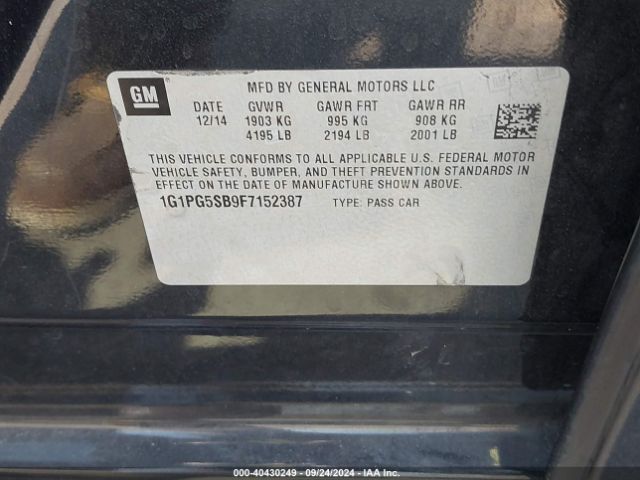 GM
MFD BY GENERAL MOTORS LLC
DATE GVWR GAWR FRT GAWR RR
12/14 1903 KG 995 KG 908 KG
4195 LB 2194 LB 2001 LB
THIS VEHICLE CONFORMS TO ALL APPLICABLE U.S. FEDERAL MOTOR
VEHICLE SAFETY, BUMPER, AND THEFT PREVENTION STANDARDS IN
EFFECT ON THE DATE OF MANUFACTURE SHOWN ABOVE.
1G1PG5SB9F7152387 TYPE: PASS CAR
000-40430249 - 09/24/2024 - IAA Inc.